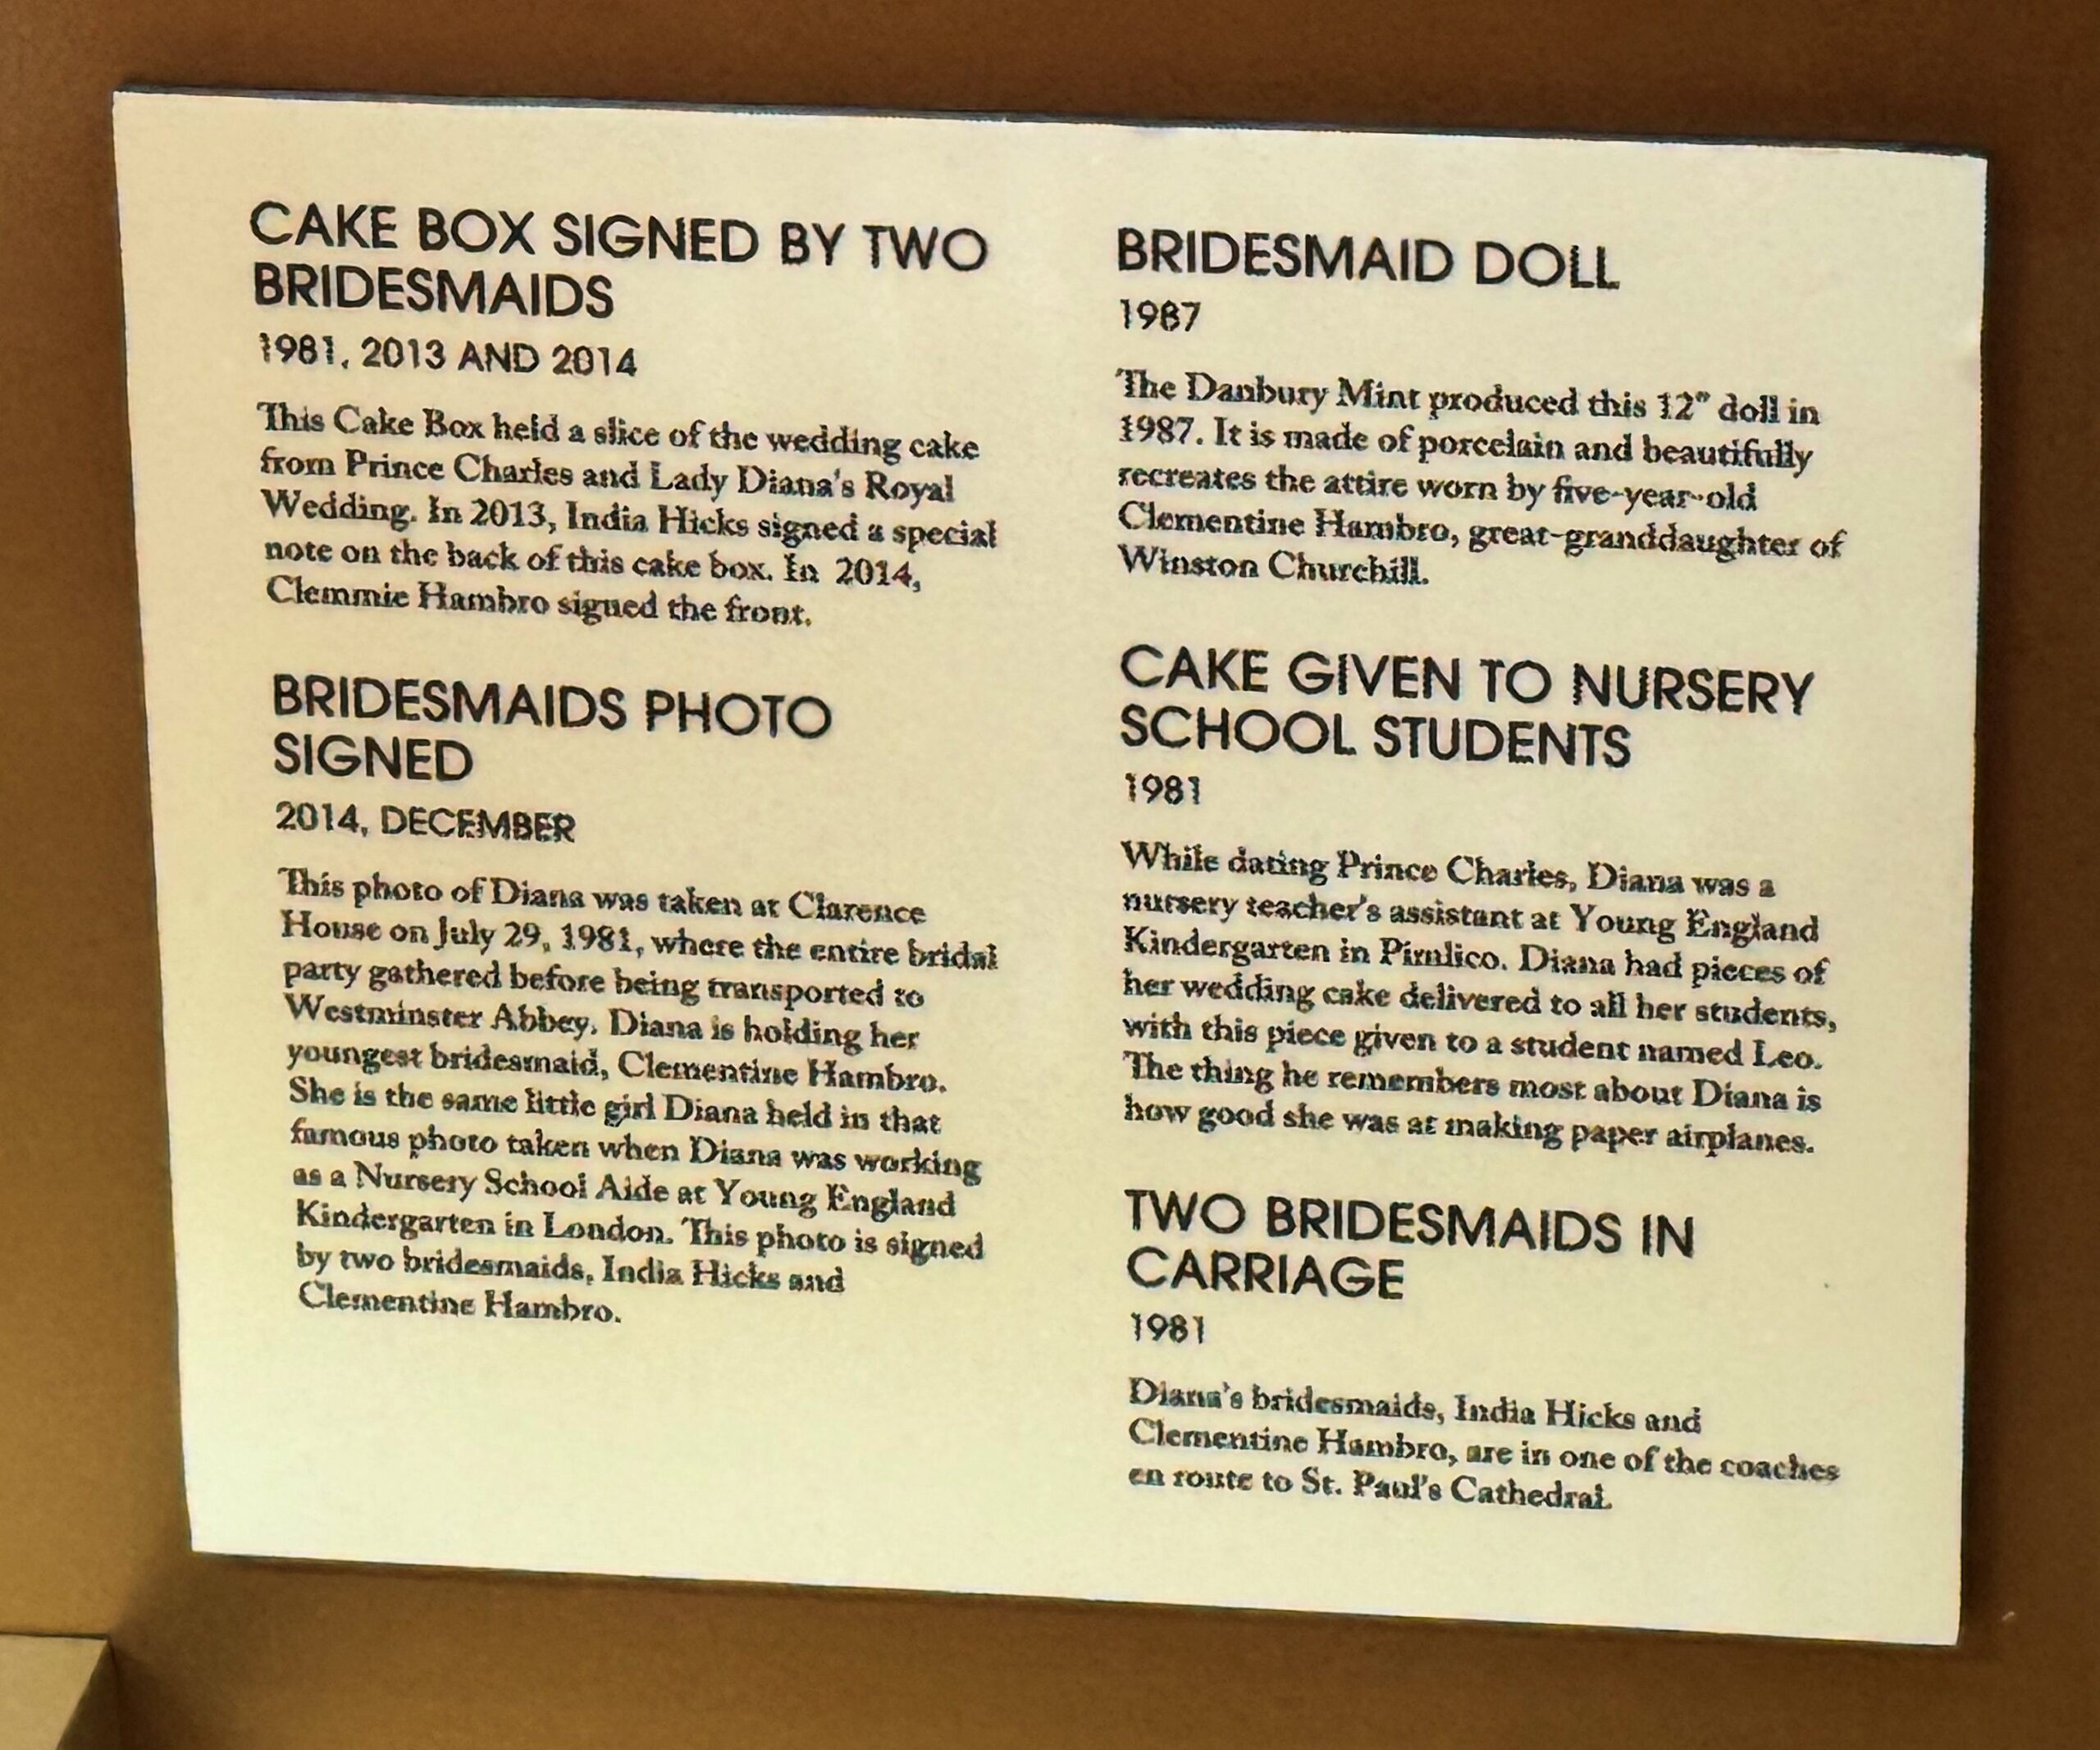 CAKE BOX SIGNED BY TWO
BRIDESMAIDS
1981, 2013 AND 2014
This Cake Box held a slice of the wedding cake
from Prince Charles and Lady Diana's Royal
Wedding. In 2013, India Hicks signed a special
note on the back of this cake box. In 2014,
Clemmie Hambro signed the front.
BRIDESMAIDS PHOTO
SIGNED
2014, DECEMBER
This photo of Diana was taken at Clarence
House on July 29, 1981, where the entire bridal
party gathered before being transported to
Westminster Abbey. Diana is holding her
youngest bridesmaid, Clementine Hambro.
She is the same little girl Diana held in that
famous photo taken when Diana was working
as a Nursery School Aide at Young England
Kindergarten in London. This photo is signed
by two bridesmaids, India Hicks and
Clementine Hambro.
BRIDESMAID DOLL
1987
The Danbury Mint produced this 12" doll in
1987. It is made of porcelain and beautifully
recreates the attire worn by five-year-old
Clementine Hambro, great-granddaughter of
Winston Churchill.
CAKE GIVEN TO NURSERY
SCHOOL STUDENTS
1981
While dating Prince Charles, Diana was a
nursery teacher's assistant at Young England
Kindergarten in Pimlico. Diana had pieces of
her wedding cake delivered to all her students,
with this piece given to a student named Leo.
The thing he remembers most about Diana is
how good she was at making paper airplanes.
TWO BRIDESMAIDS IN
CARRIAGE
1981
Diana's bridesmaids, India Hicks and
Clementine Hambro, are in one of the coaches
en route to St. Paul's Cathedral.